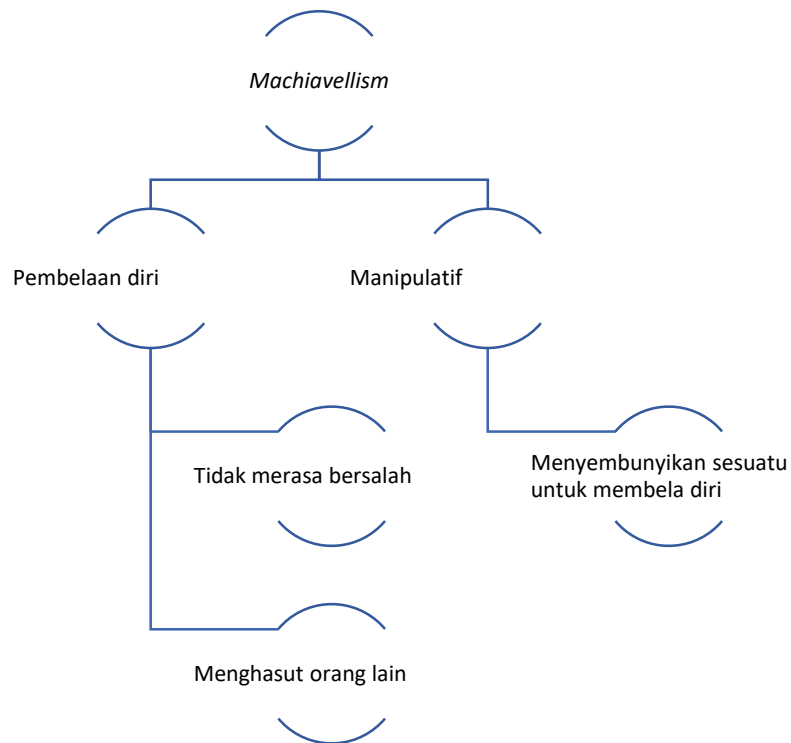 Machiavellism
Pembelaan diri
Manipulatif
Tidak merasa bersalah
Menyembunyikan sesuatu
untuk membela diri
Menghasut orang lain